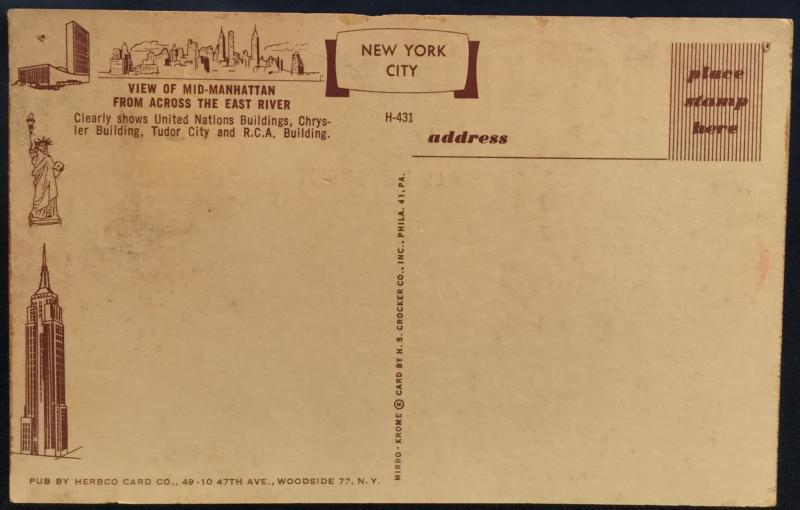 NEW YORK
CITY
VIEW OF MID-MANHATTAN
FROM ACROSS THE EAST RIVER
Clearly shows United Nations Buildings, Chrys-
ler Building, Tudor City and R.C.A. Building.
H-431
address
place
stamp
here
MIRRO-KROME ® CARD BY H. S. CROCKER CO., INC., PHILA. 41, PA.
PUB BY HERBCO CARD CO., 49-10 47TH AVE., WOODSIDE 77, N.Y.